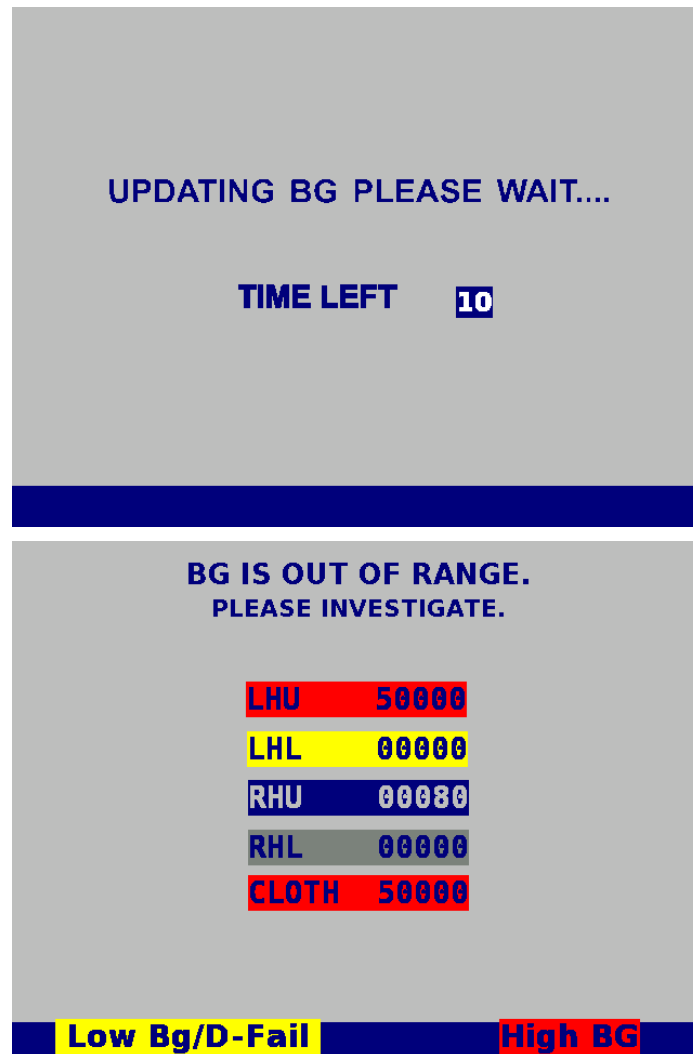 UPDATING BG PLEASE WAIT....
TIME LEFT 10
BG IS OUT OF RANGE.
PLEASE INVESTIGATE.
LHU 50000
LHL 00000
RHU 00080
RHL 00000
CLOTH 50000
Low Bg/D-Fail High BG